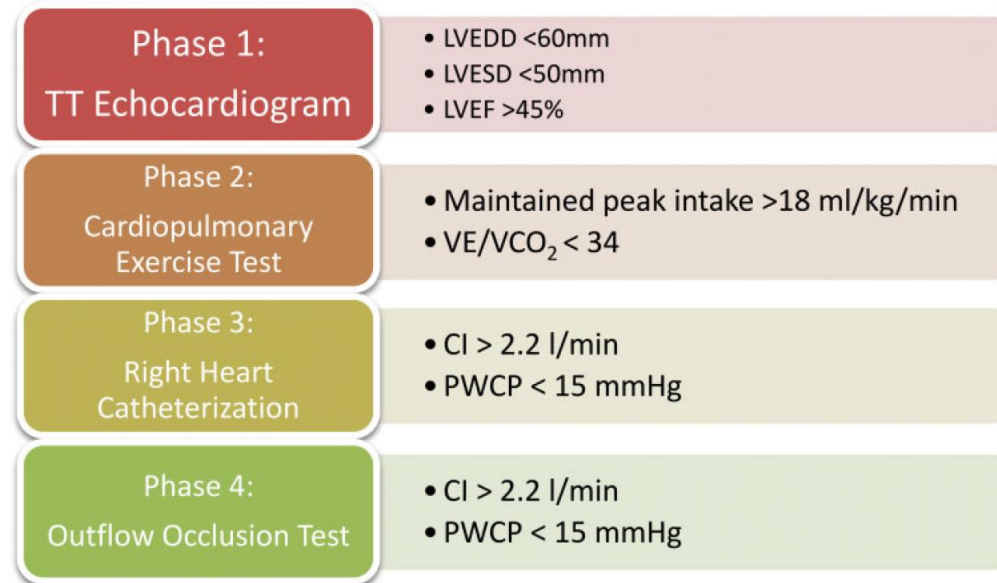 Phase 1:
TT Echocardiogram
• LVEDD <60mm
• LVESD <50mm
• LVEF >45%
Phase 2:
Cardiopulmonary
Exercise Test
• Maintained peak intake >18 ml/kg/min
• VE/VCO₂ < 34
Phase 3:
Right Heart
Catheterization
• CI > 2.2 l/min
• PWCP < 15 mmHg
Phase 4:
Outflow Occlusion Test
• CI > 2.2 l/min
• PWCP < 15 mmHg